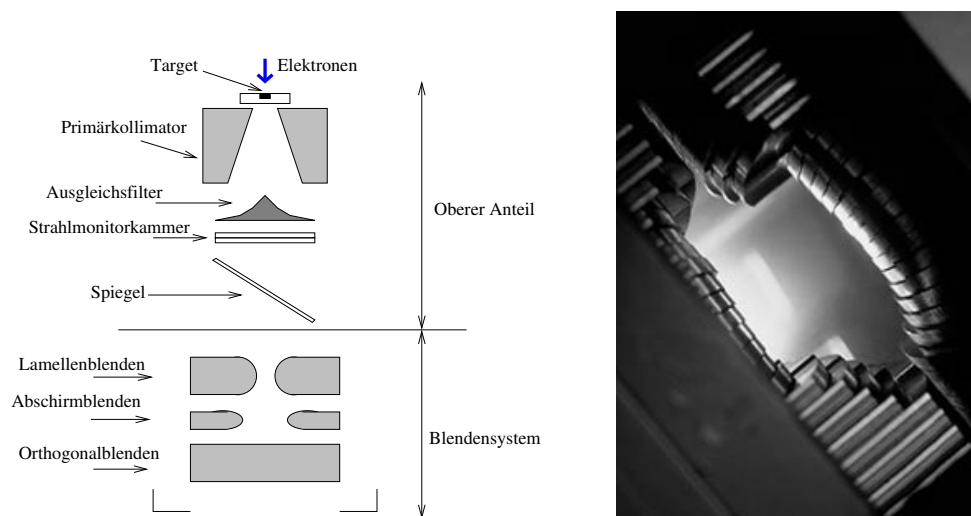 Target
Elektronen
Primärkollimator
Ausgleichsfilter
Oberer Anteil
Strahlmonitorkammer
Spiegel
Lamellenblenden
Abschirmblenden
Blendensystem
Orthogonalblenden